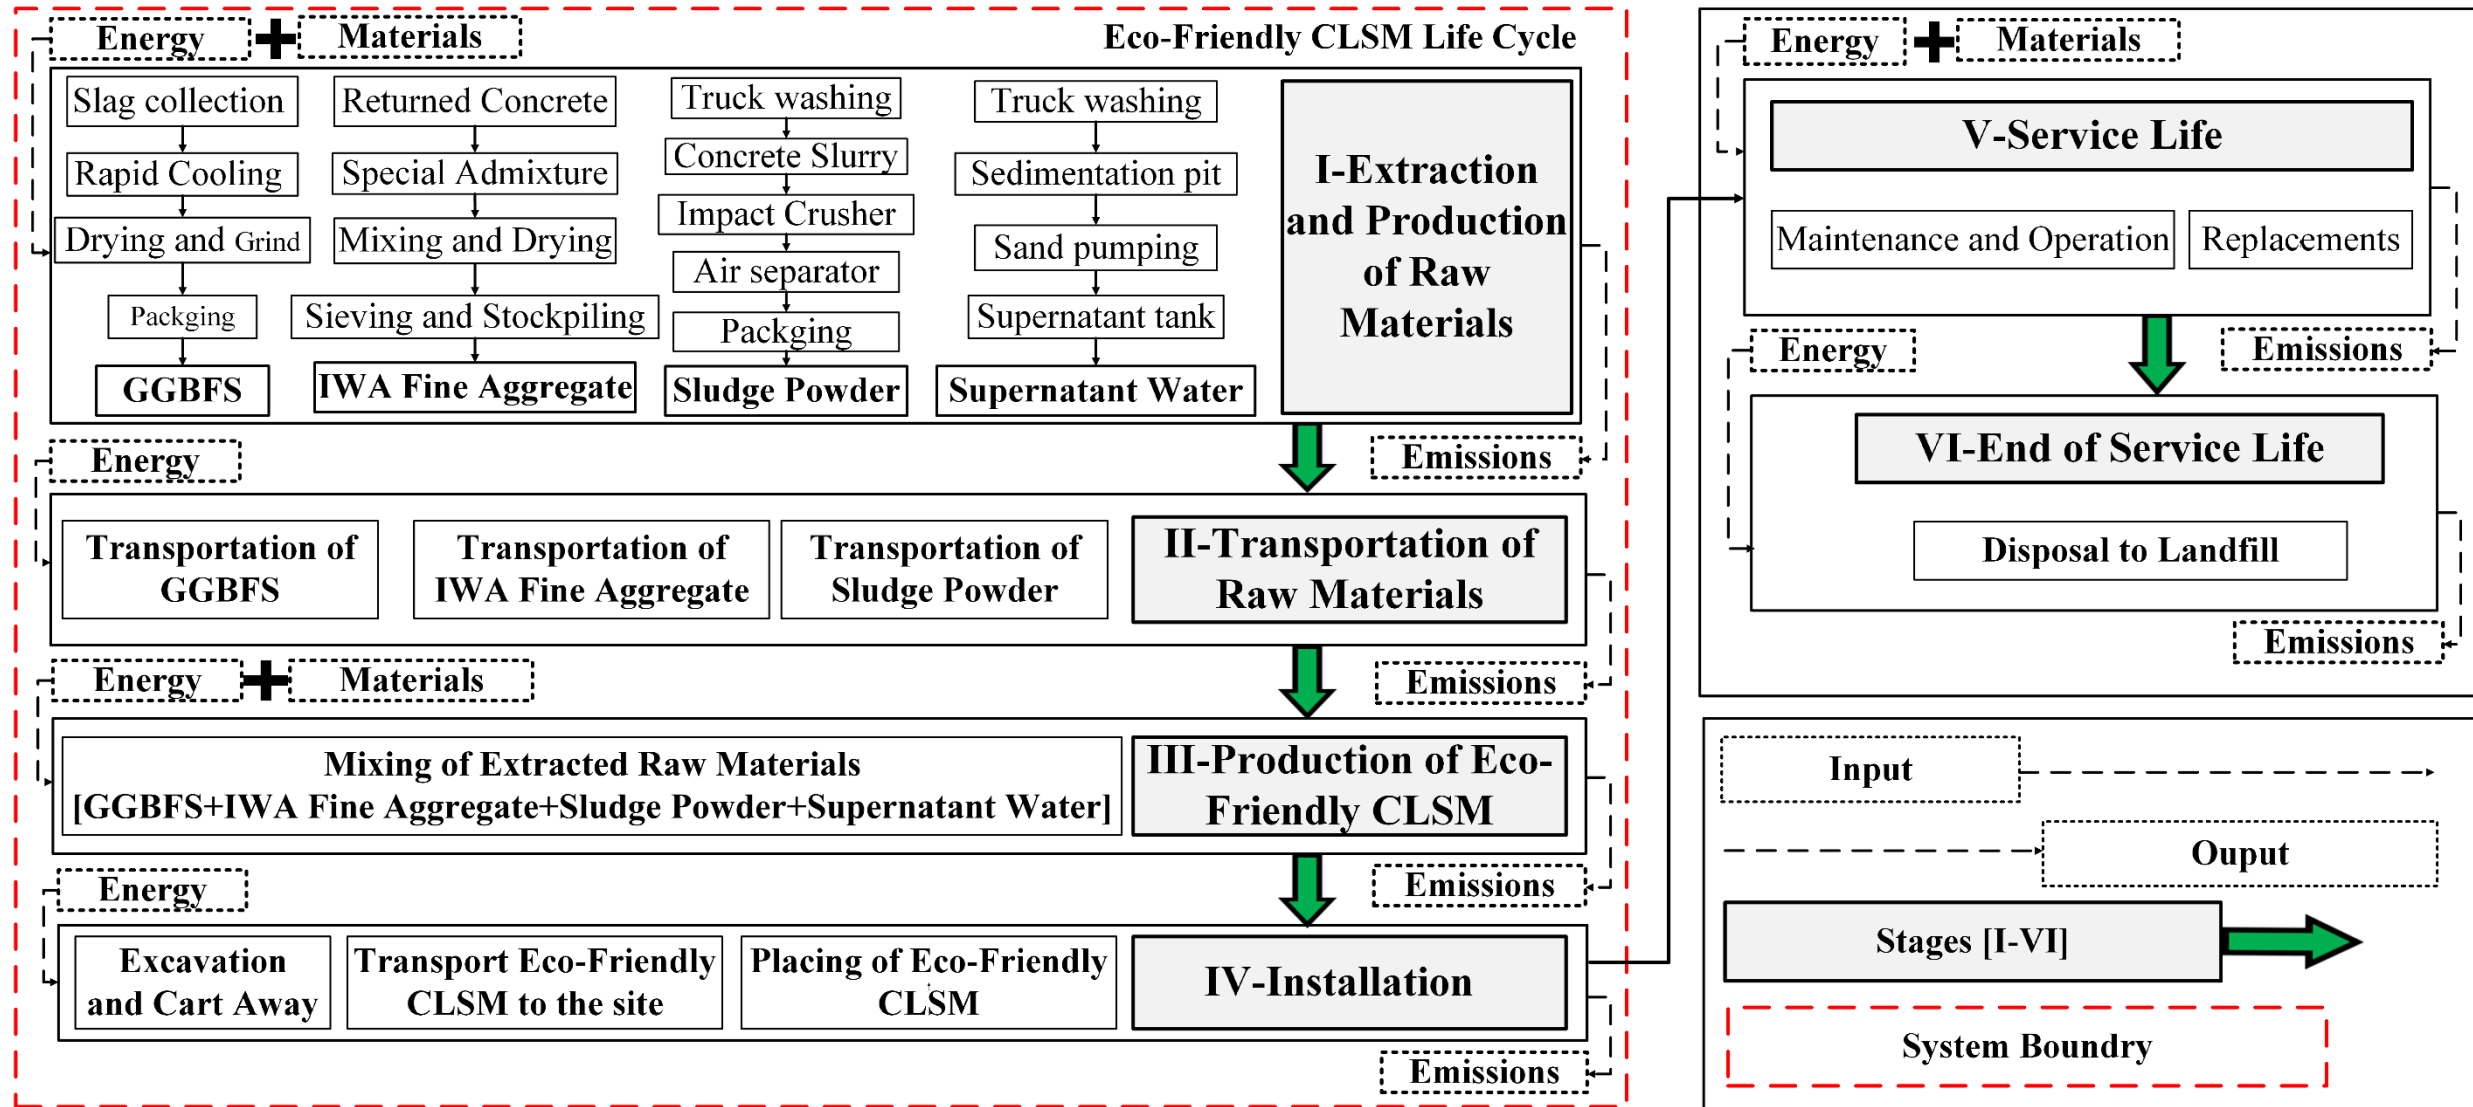 Energy
Materials
Eco-Friendly CLSM Life Cycle
Slag collection
Rapid Cooling
Drying and Grind
Packging
GGBFS
Returned Concrete
Special Admixture
Mixing and Drying
Sieving and Stockpiling
IWA Fine Aggregate
Truck washing
Concrete Slurry
Impact Crusher
Air separator
Packging
Sludge Powder
Truck washing
Sedimentation pit
Sand pumping
Supernatant tank
Supernatant Water
I-Extraction
and Production
of Raw
Materials
Emissions
Energy
Transportation of
GGBFS
Transportation of
IWA Fine Aggregate
Transportation of
Sludge Powder
II-Transportation of
Raw Materials
Emissions
Energy
Materials
Mixing of Extracted Raw Materials
[GGBFS+IWA Fine Aggregate+Sludge Powder+Supernatant Water]
III-Production of Eco-
Friendly CLSM
Emissions
Energy
Excavation
and Cart Away
Transport Eco-Friendly
CLSM to the site
Placing of Eco-Friendly
CLSM
IV-Installation
Emissions
Energy
Materials
V-Service Life
Maintenance and Operation
Replacements
Emissions
Energy
VI-End of Service Life
Disposal to Landfill
Emissions
Input
Ouput
Stages [I-VI]
System Boundry